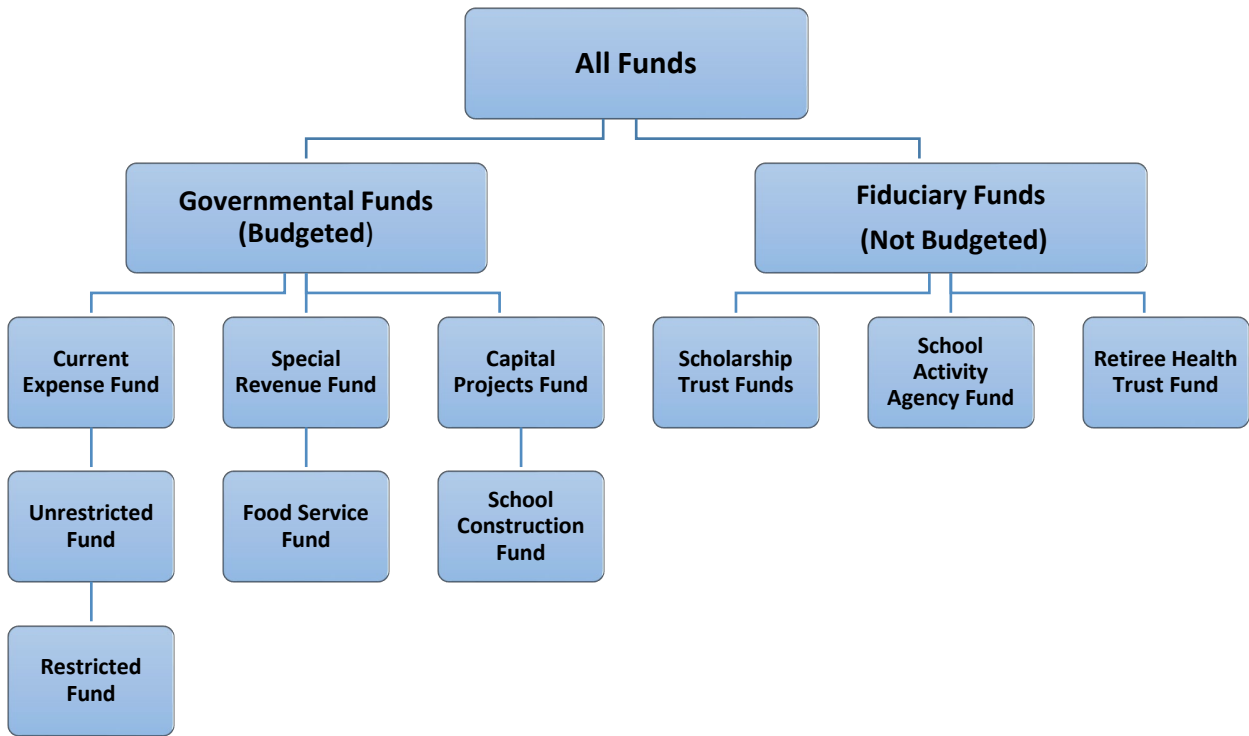 All Funds
Governmental Funds
(Budgeted)
Fiduciary Funds
(Not Budgeted)
Current
Expense Fund
Special
Revenue Fund
Capital
Projects Fund
Scholarship
Trust Funds
School
Activity
Agency Fund
Retiree Health
Trust Fund
Unrestricted
Fund
Food Service
Fund
School
Construction
Fund
Restricted
Fund